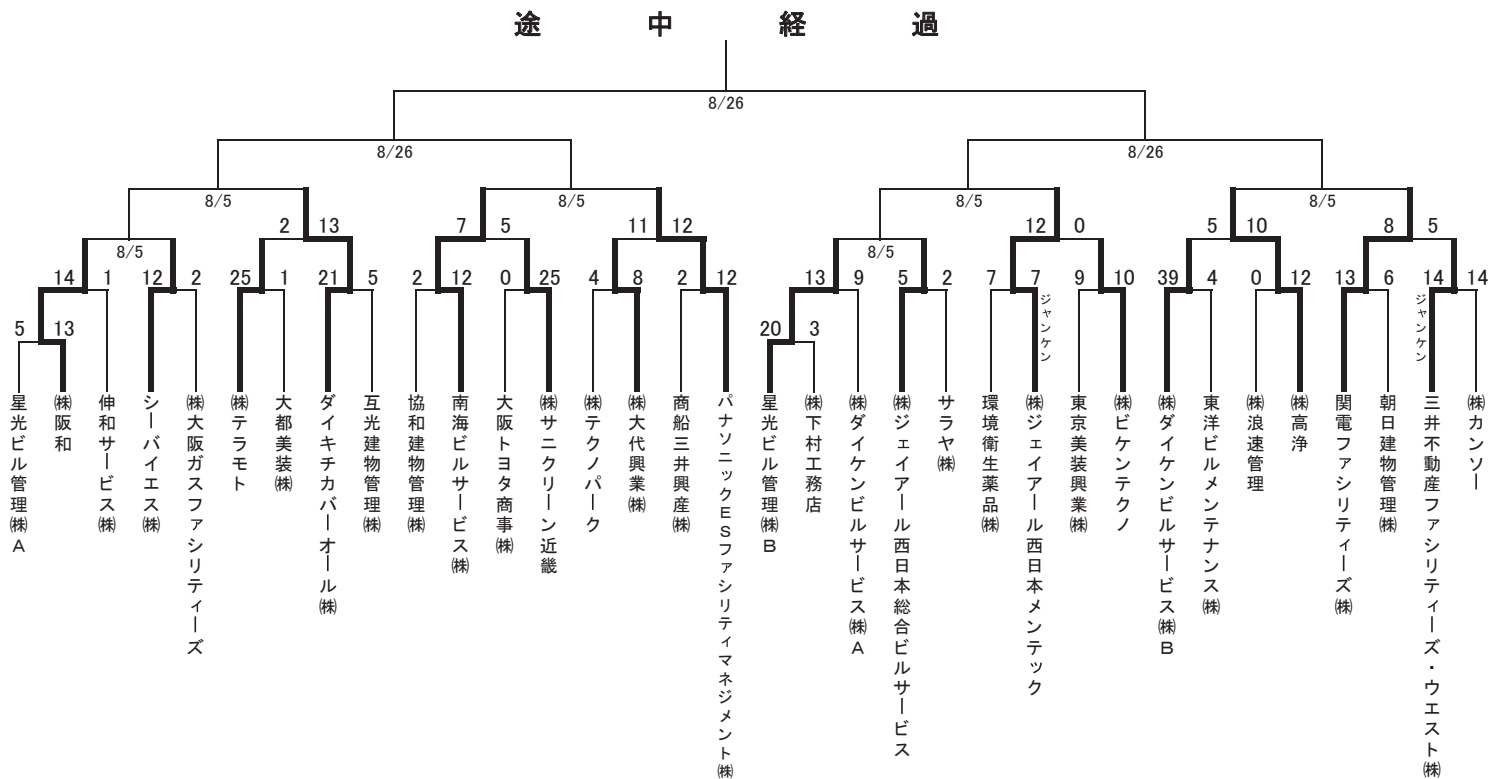 途中経過
8/26
8/26
8/26
8/5
8/5
8/5
8/5
2
13
7
5
11
12
12
0
5
10
8
5
8/5
8/5
14
1
12
2
25
1
21
5
2
12
0
25
4
8
2
12
13
9
5
2
7
7
9
10
39
4
0
12
13
6
14
14
ジャンケン
ジャンケン
5
13
20
3
星光ビル管理㈱A
㈱阪和
伸和サービス㈱
シーバイエス㈱
㈱大阪ガスファシリティーズ
㈱テラモト
大都美装㈱
ダイキチカバーオール㈱
互光建物管理㈱
協和建物管理㈱
南海ビルサービス㈱
大阪トヨタ商事㈱
㈱サニクリーン近畿
㈱テクノパーク
㈱大代興業㈱
商船三井興産㈱
パナソニックESファシリティマネジメント㈱
星光ビル管理㈱B
㈱下村工務店
㈱ダイケンビルサービス㈱A
㈱ジェイアール西日本総合ビルサービス
サラヤ㈱
環境衛生薬品㈱
㈱ジェイアール西日本メンテック
東京美装興業㈱
㈱ビケンテクノ
㈱ダイケンビルサービス㈱B
東洋ビルメンテナンス㈱
㈱浪速管理
㈱高浄
関電ファシリティーズ㈱
朝日建物管理㈱
三井不動産ファシリティーズ・ウエスト㈱
㈱カンソー